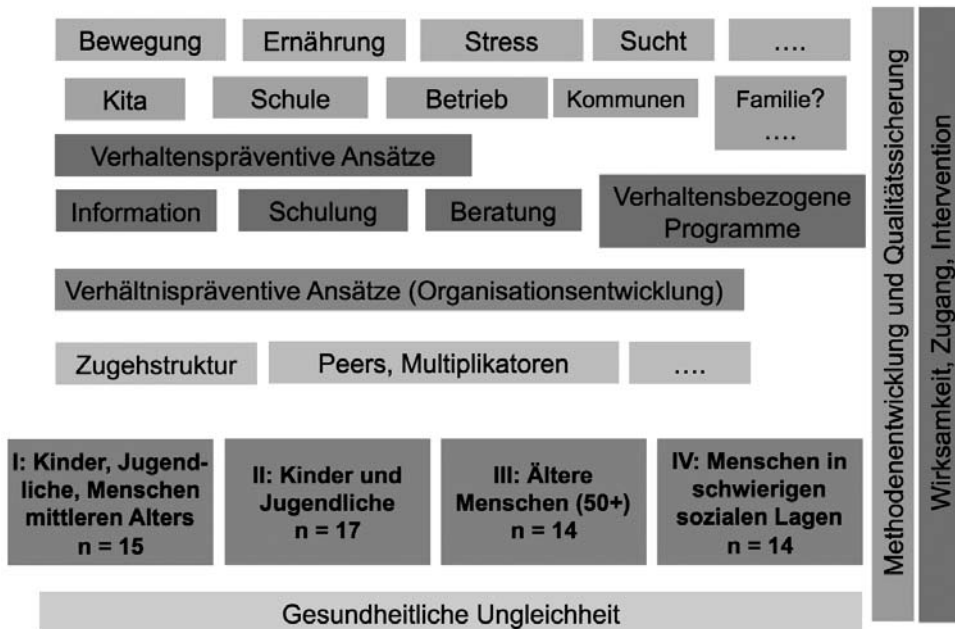 Bewegung
Ernährung
Stress
Sucht
....
Kita
Schule
Betrieb
Kommunen
Familie?
....
Verhaltenspräventive Ansätze
Information
Schulung
Beratung
Verhaltensbezogene
Programme
Verhältnispräventive Ansätze (Organisationsentwicklung)
Zugehstruktur
Peers, Multiplikatoren
....
I: Kinder, Jugend-
liche, Menschen
mittleren Alters
n = 15
II: Kinder und
Jugendliche
n = 17
III: Ältere
Menschen (50+)
n = 14
IV: Menschen in
schwierigen
sozialen Lagen
n = 14
Gesundheitliche Ungleichheit
Methodenentwicklung und Qualitätssicherung
Wirksamkeit, Zugang, Intervention